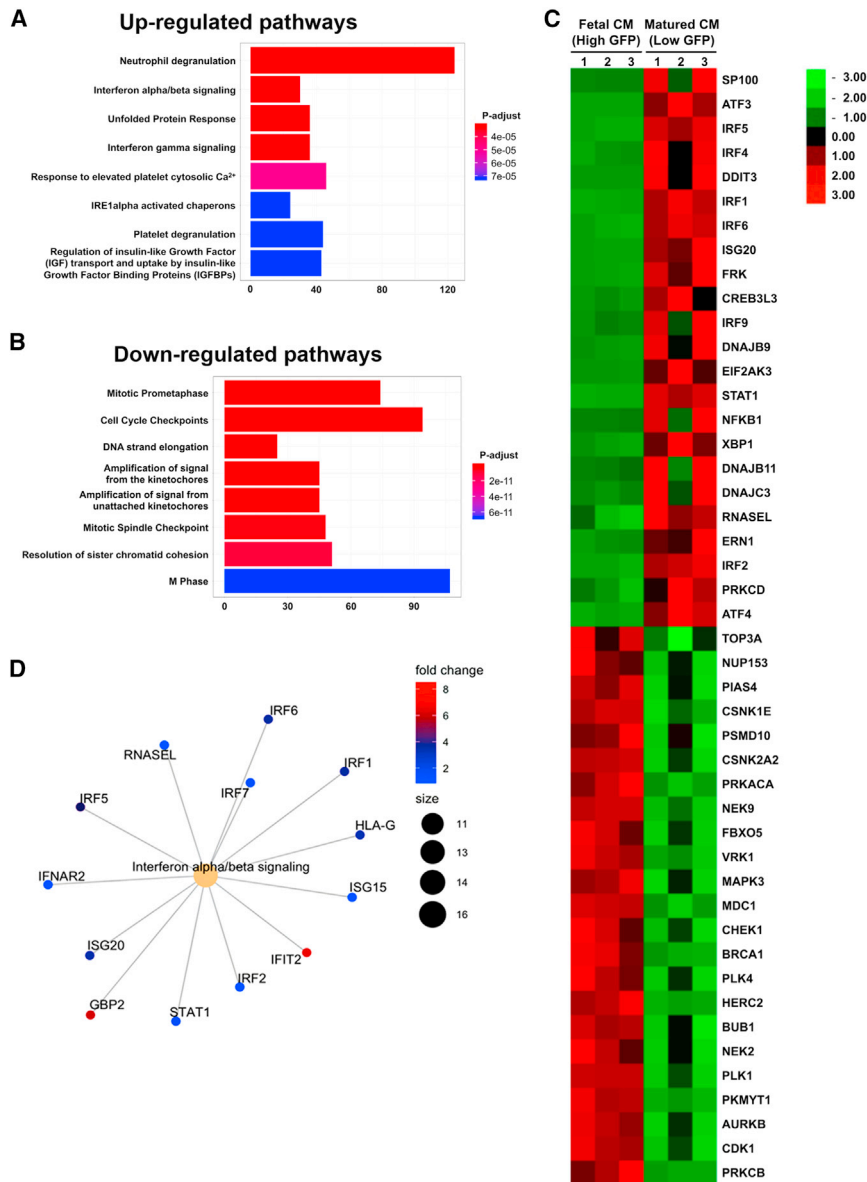 A
Up-regulated pathways
Neutrophil degranulation
Interferon alpha/beta signaling
Unfolded Protein Response
Interferon gamma signaling
Response to elevated platelet cytosolic Ca²⁺
IRE1alpha activated chaperons
Platelet degranulation
Regulation of insulin-like Growth Factor
(IGF) transport and uptake by insulin-like
Growth Factor Binding Proteins (IGFBPs)
0 40 80 120
P-adjust
4e-05
5e-05
6e-05
7e-05
B
Down-regulated pathways
Mitotic Prometaphase
Cell Cycle Checkpoints
DNA strand elongation
Amplification of signal
from the kinetochores
Amplification of signal from
unattached kinetochores
Mitotic Spindle Checkpoint
Resolution of sister chromatid cohesion
M Phase
0 30 60 90
P-adjust
2e-11
4e-11
6e-11
C
Fetal CM Matured CM
(High GFP) (Low GFP)
1 2 3 1 2 3
- 3.00
- 2.00
- 1.00
0.00
1.00
2.00
3.00
SP100
ATF3
IRF5
IRF4
DDIT3
IRF1
IRF6
ISG20
FRK
CREB3L3
IRF9
DNAJB9
EIF2AK3
STAT1
NFKB1
XBP1
DNAJB11
DNAJC3
RNASEL
ERN1
IRF2
PRKCD
ATF4
TOP3A
NUP153
PIAS4
CSNK1E
PSMD10
CSNK2A2
PRKACA
NEK9
FBXO5
VRK1
MAPK3
MDC1
CHEK1
BRCA1
PLK4
HERC2
BUB1
NEK2
PLK1
PKMYT1
AURKB
CDK1
PRKCB
D
IRF6
RNASEL
IRF1
IRF7
IRF5
HLA-G
Interferon alpha/beta signaling
IFNAR2
ISG15
ISG20
IFIT2
IRF2
GBP2
STAT1
fold change
8
6
4
2
size
11
13
14
16